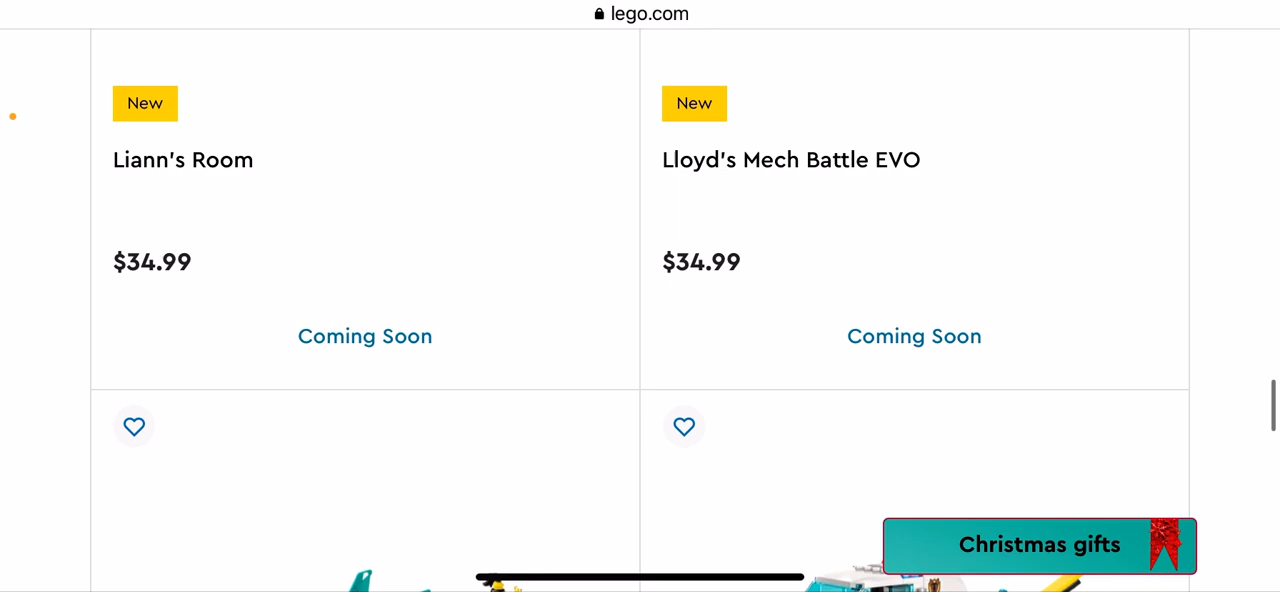 lego.com
New
New
Liann's Room
Lloyd's Mech Battle EVO
$34.99
$34.99
Coming Soon
Coming Soon
Christmas gifts